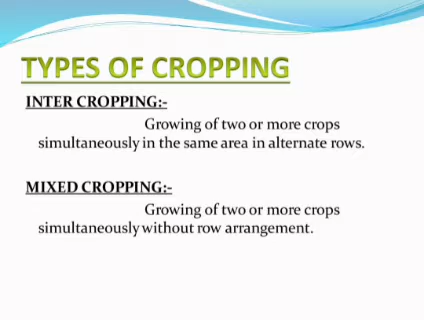 TYPES OF CROPPING
INTER CROPPING:-
Growing of two or more crops
simultaneously in the same area in alternate rows.
MIXED CROPPING:-
Growing of two or more crops
simultaneously without row arrangement.